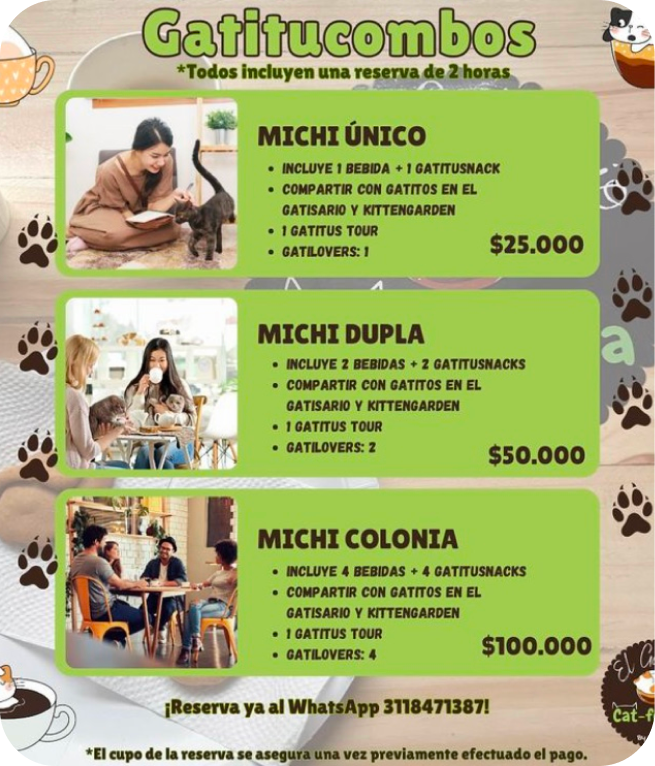 Gatitucombos
*Todos incluyen una reserva de 2 horas
MICHI ÚNICO
• INCLUYE 1 BEBIDA + 1 GATITUSNACK
• COMPARTIR CON GATITOS EN EL
GATISARIO Y KITTENGARDEN
• 1 GATITUS TOUR
• GATILOVERS: 1
$25.000
MICHI DUPLA
• INCLUYE 2 BEBIDAS + 2 GATITUSNACKS
• COMPARTIR CON GATITOS EN EL
GATISARIO Y KITTENGARDEN
• 1 GATITUS TOUR
• GATILOVERS: 2
$50.000
MICHI COLONIA
• INCLUYE 4 BEBIDAS + 4 GATITUSNACKS
• COMPARTIR CON GATITOS EN EL
GATISARIO Y KITTENGARDEN
• 1 GATITUS TOUR
• GATILOVERS: 4
$100.000
¡Reserva ya al WhatsApp 3118471387!
*El cupo de la reserva se asegura una vez previamente efectuado el pago.